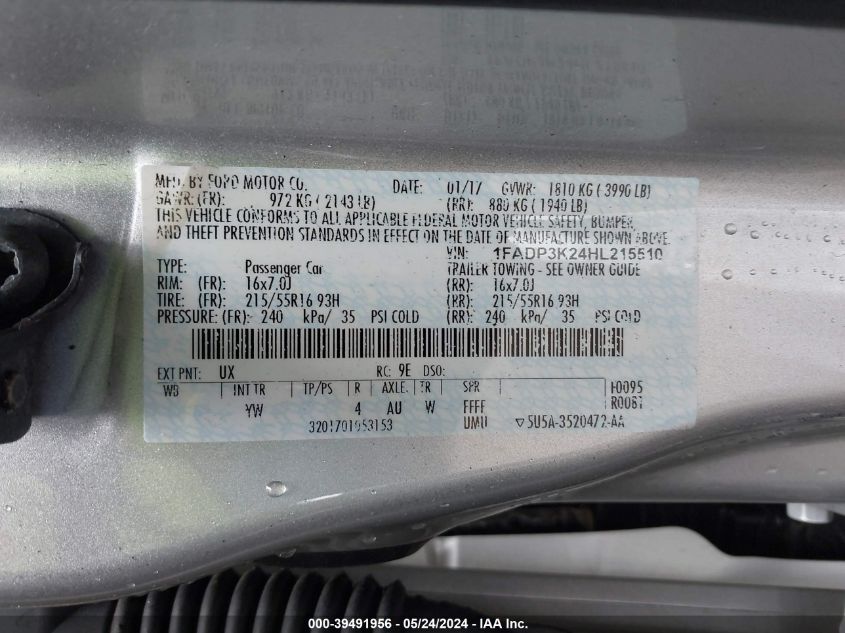 MFD. BY FORD MOTOR CO. DATE: 01/17 GVWR: 1810 KG ( 3990 LB)
GAWR: (FR): 972 KG ( 2143 LB) (RR): 880 KG ( 1940 LB)
THIS VEHICLE CONFORMS TO ALL APPLICABLE FEDERAL MOTOR VEHICLE SAFETY, BUMPER,
AND THEFT PREVENTION STANDARDS IN EFFECT ON THE DATE OF MANUFACTURE SHOWN ABOVE.
VIN: 1FADP3K24HL215510
TYPE: Passenger Car TRAILER TOWING - SEE OWNER GUIDE
RIM: (FR): 16x7.0J (RR): 16x7.0J
TIRE: (FR): 215/55R16 93H (RR): 215/55R16 93H
PRESSURE: (FR): 240 kPa/ 35 PSI COLD (RR): 240 kPa/ 35 PSI COLD
EXT PNT: UX RC: 9E DSO:
WB INT TR TP/PS R AXLE TR SPR F0095
YW 4 AU W FFFF R0081
3201701953153 UMU ▽5U5A-3520472-AA
000-39491956 - 05/24/2024 - IAA Inc.